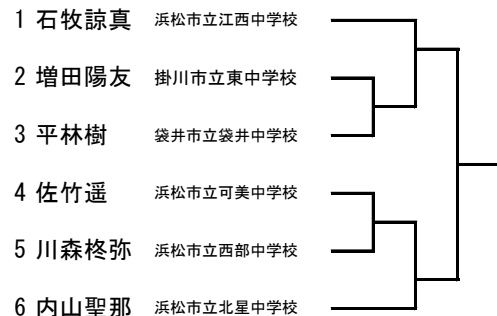 1 石牧諒真 浜松市立江西中学校
2 増田陽友 掛川市立東中学校
3 平林樹 袋井市立袋井中学校
4 佐竹遥 浜松市立可美中学校
5 川森柊弥 浜松市立西部中学校
6 内山聖那 浜松市立北星中学校